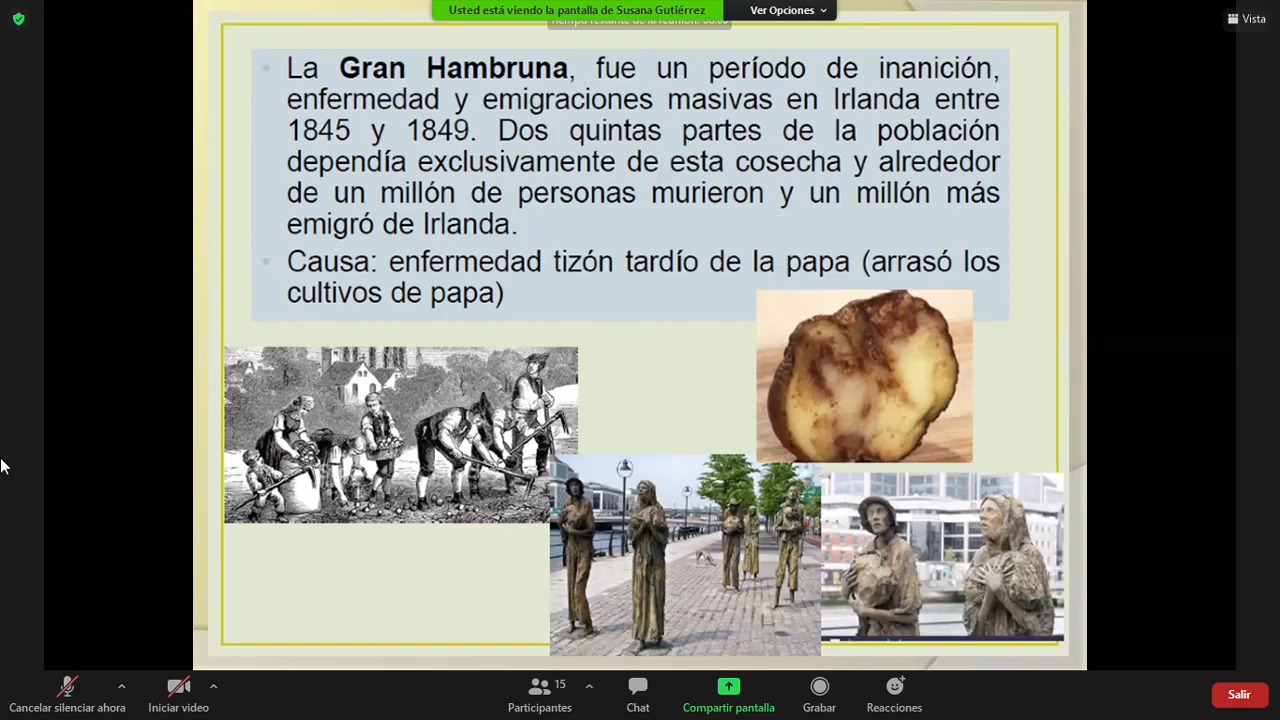 Usted está viendo la pantalla de Susana Gutiérrez
Ver Opciones
Vista
La Gran Hambruna, fue un período de inanición,
enfermedad y emigraciones masivas en Irlanda entre
1845 y 1849. Dos quintas partes de la población
dependía exclusivamente de esta cosecha y alrededor
de un millón de personas murieron y un millón más
emigró de Irlanda.
Causa: enfermedad tizón tardío de la papa (arrasó los
cultivos de papa)
Cancelar silenciar ahora
Iniciar video
15
Participantes
Chat
Compartir pantalla
Grabar
Reacciones
Salir